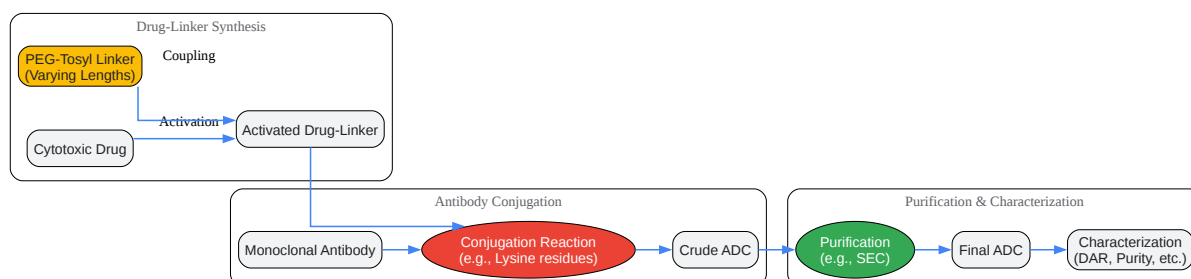 Drug-Linker Synthesis
PEG-Tosyl Linker
(Varying Lengths)
Coupling
Activation
Activated Drug-Linker
Cytotoxic Drug
Antibody Conjugation
Purification & Characterization
Monoclonal Antibody
Conjugation Reaction
(e.g., Lysine residues)
Crude ADC
Purification
(e.g., SEC)
Final ADC
Characterization
(DAR, Purity, etc.)